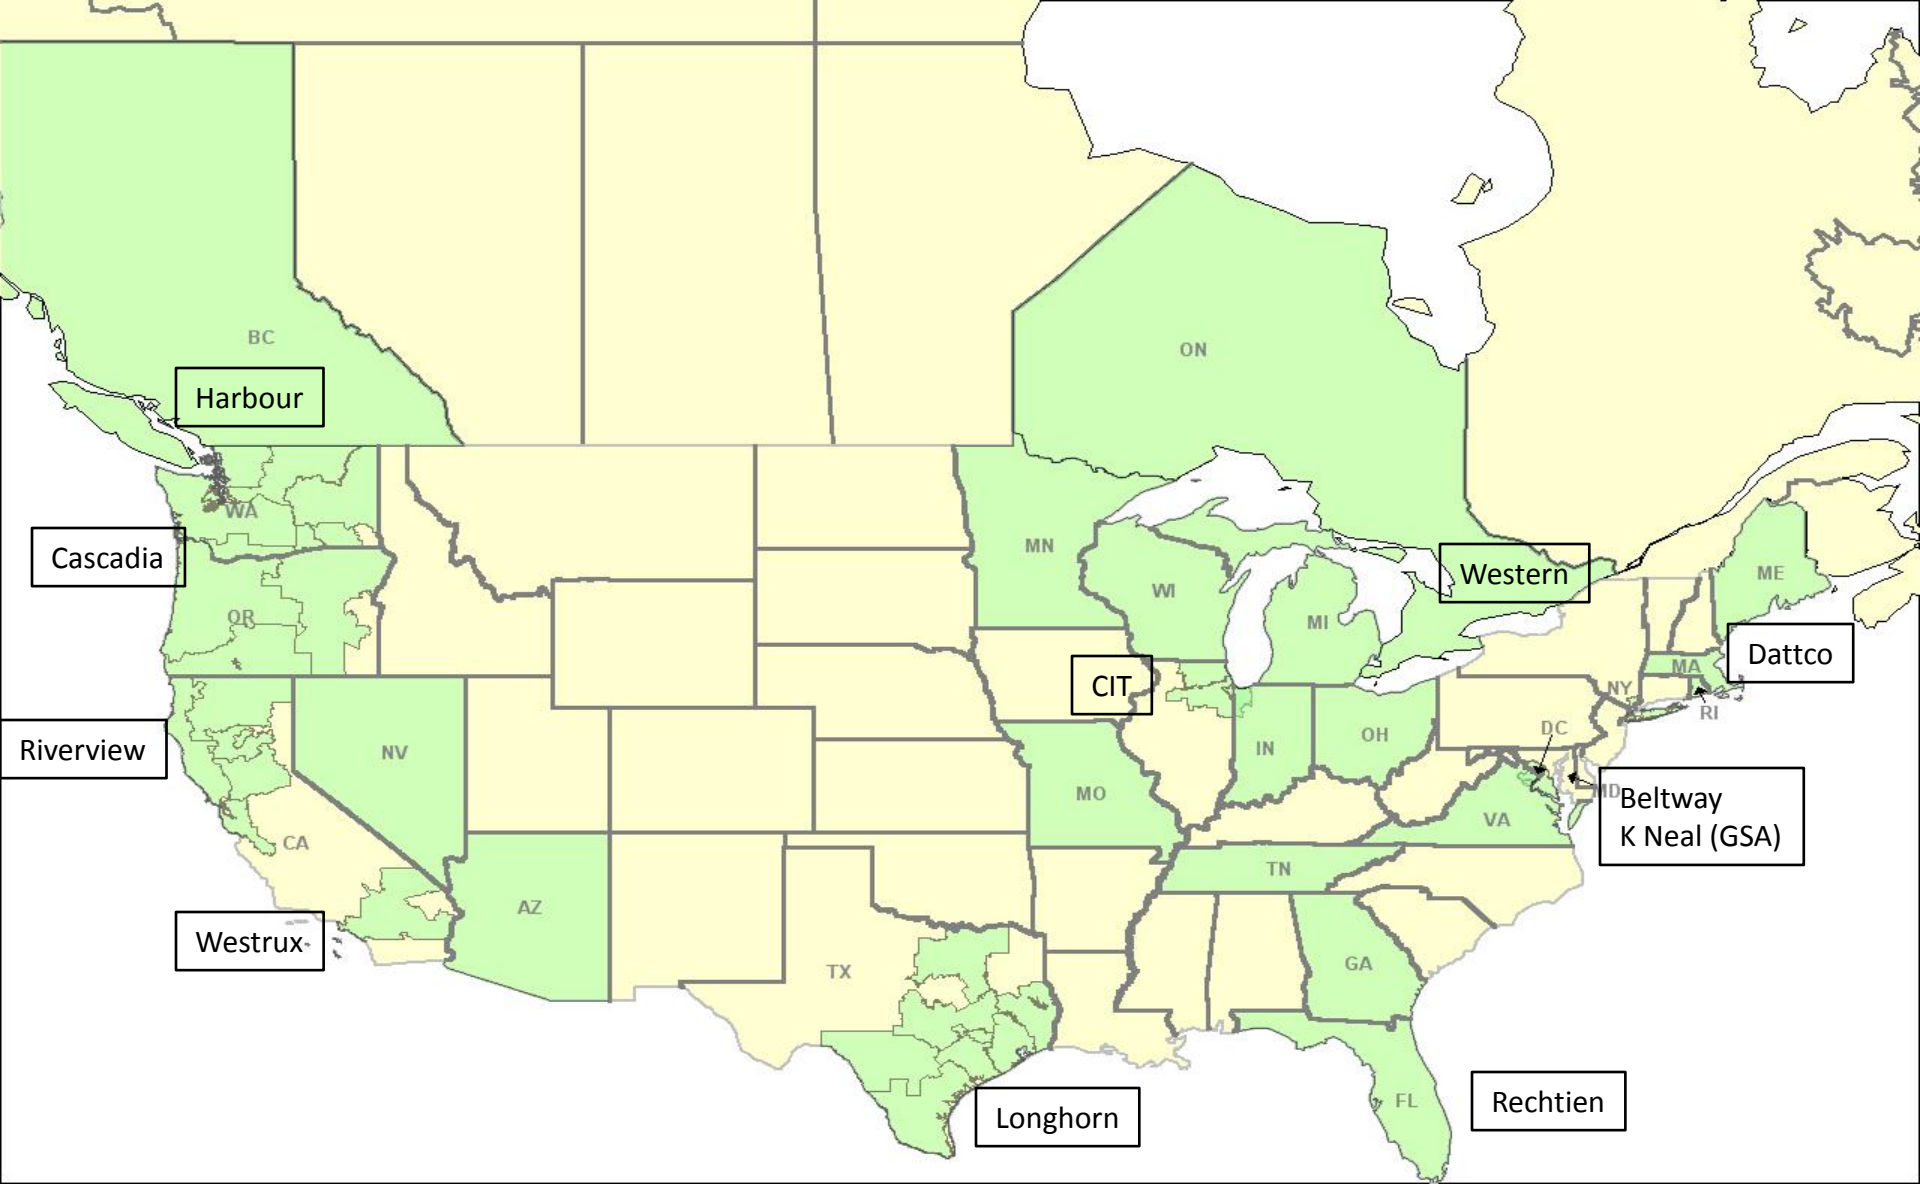 BC
ON
Harbour
WA
Cascadia
MN
Western
ME
WI
OR
MI
Dattco
MA
CIT
NY
RI
DC
Riverview
NV
OH
IN
MO
MD
Beltway
K Neal (GSA)
VA
CA
TN
AZ
Westrux
TX
GA
FL
Rechtien
Longhorn